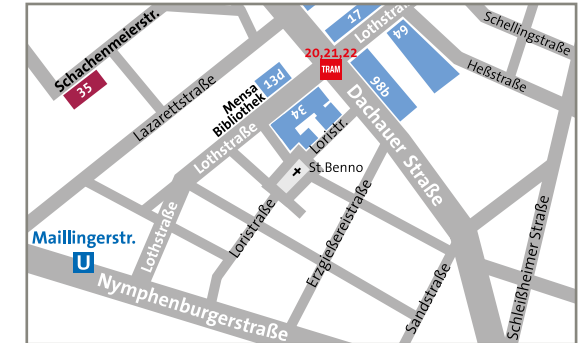 17
Lothstra
Schellingstraße
64
20,21,22
TRAM
Heßstraße
Schachenmeierstr.
35
Lazarettstraße
13d
98b
Mensa
Bibliothek
34
Dachauer Straße
Lothstraße
Loristr.
St.Benno
Lothstraße
Loristraße
Erzgießereistraße
Sandstraße
Schleißheimer Straße
Maillingerstr.
U
Nymphenburgerstraße